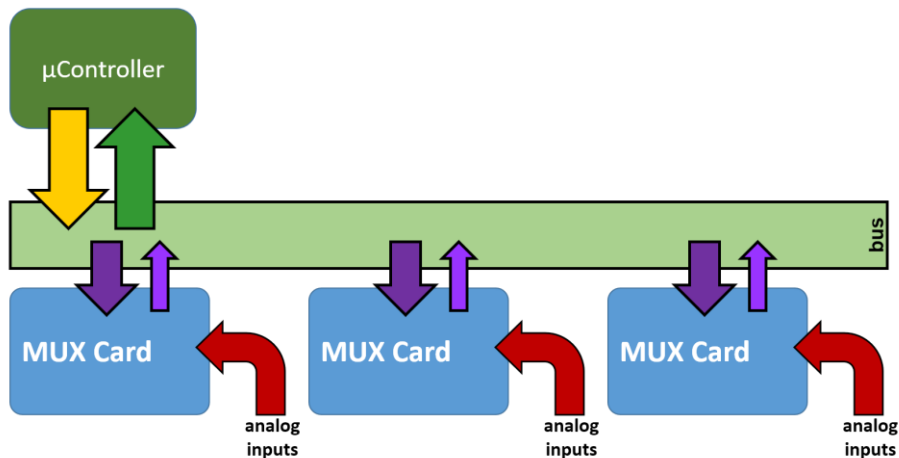 µController
bus
MUX Card
MUX Card
MUX Card
analog
inputs
analog
inputs
analog
inputs